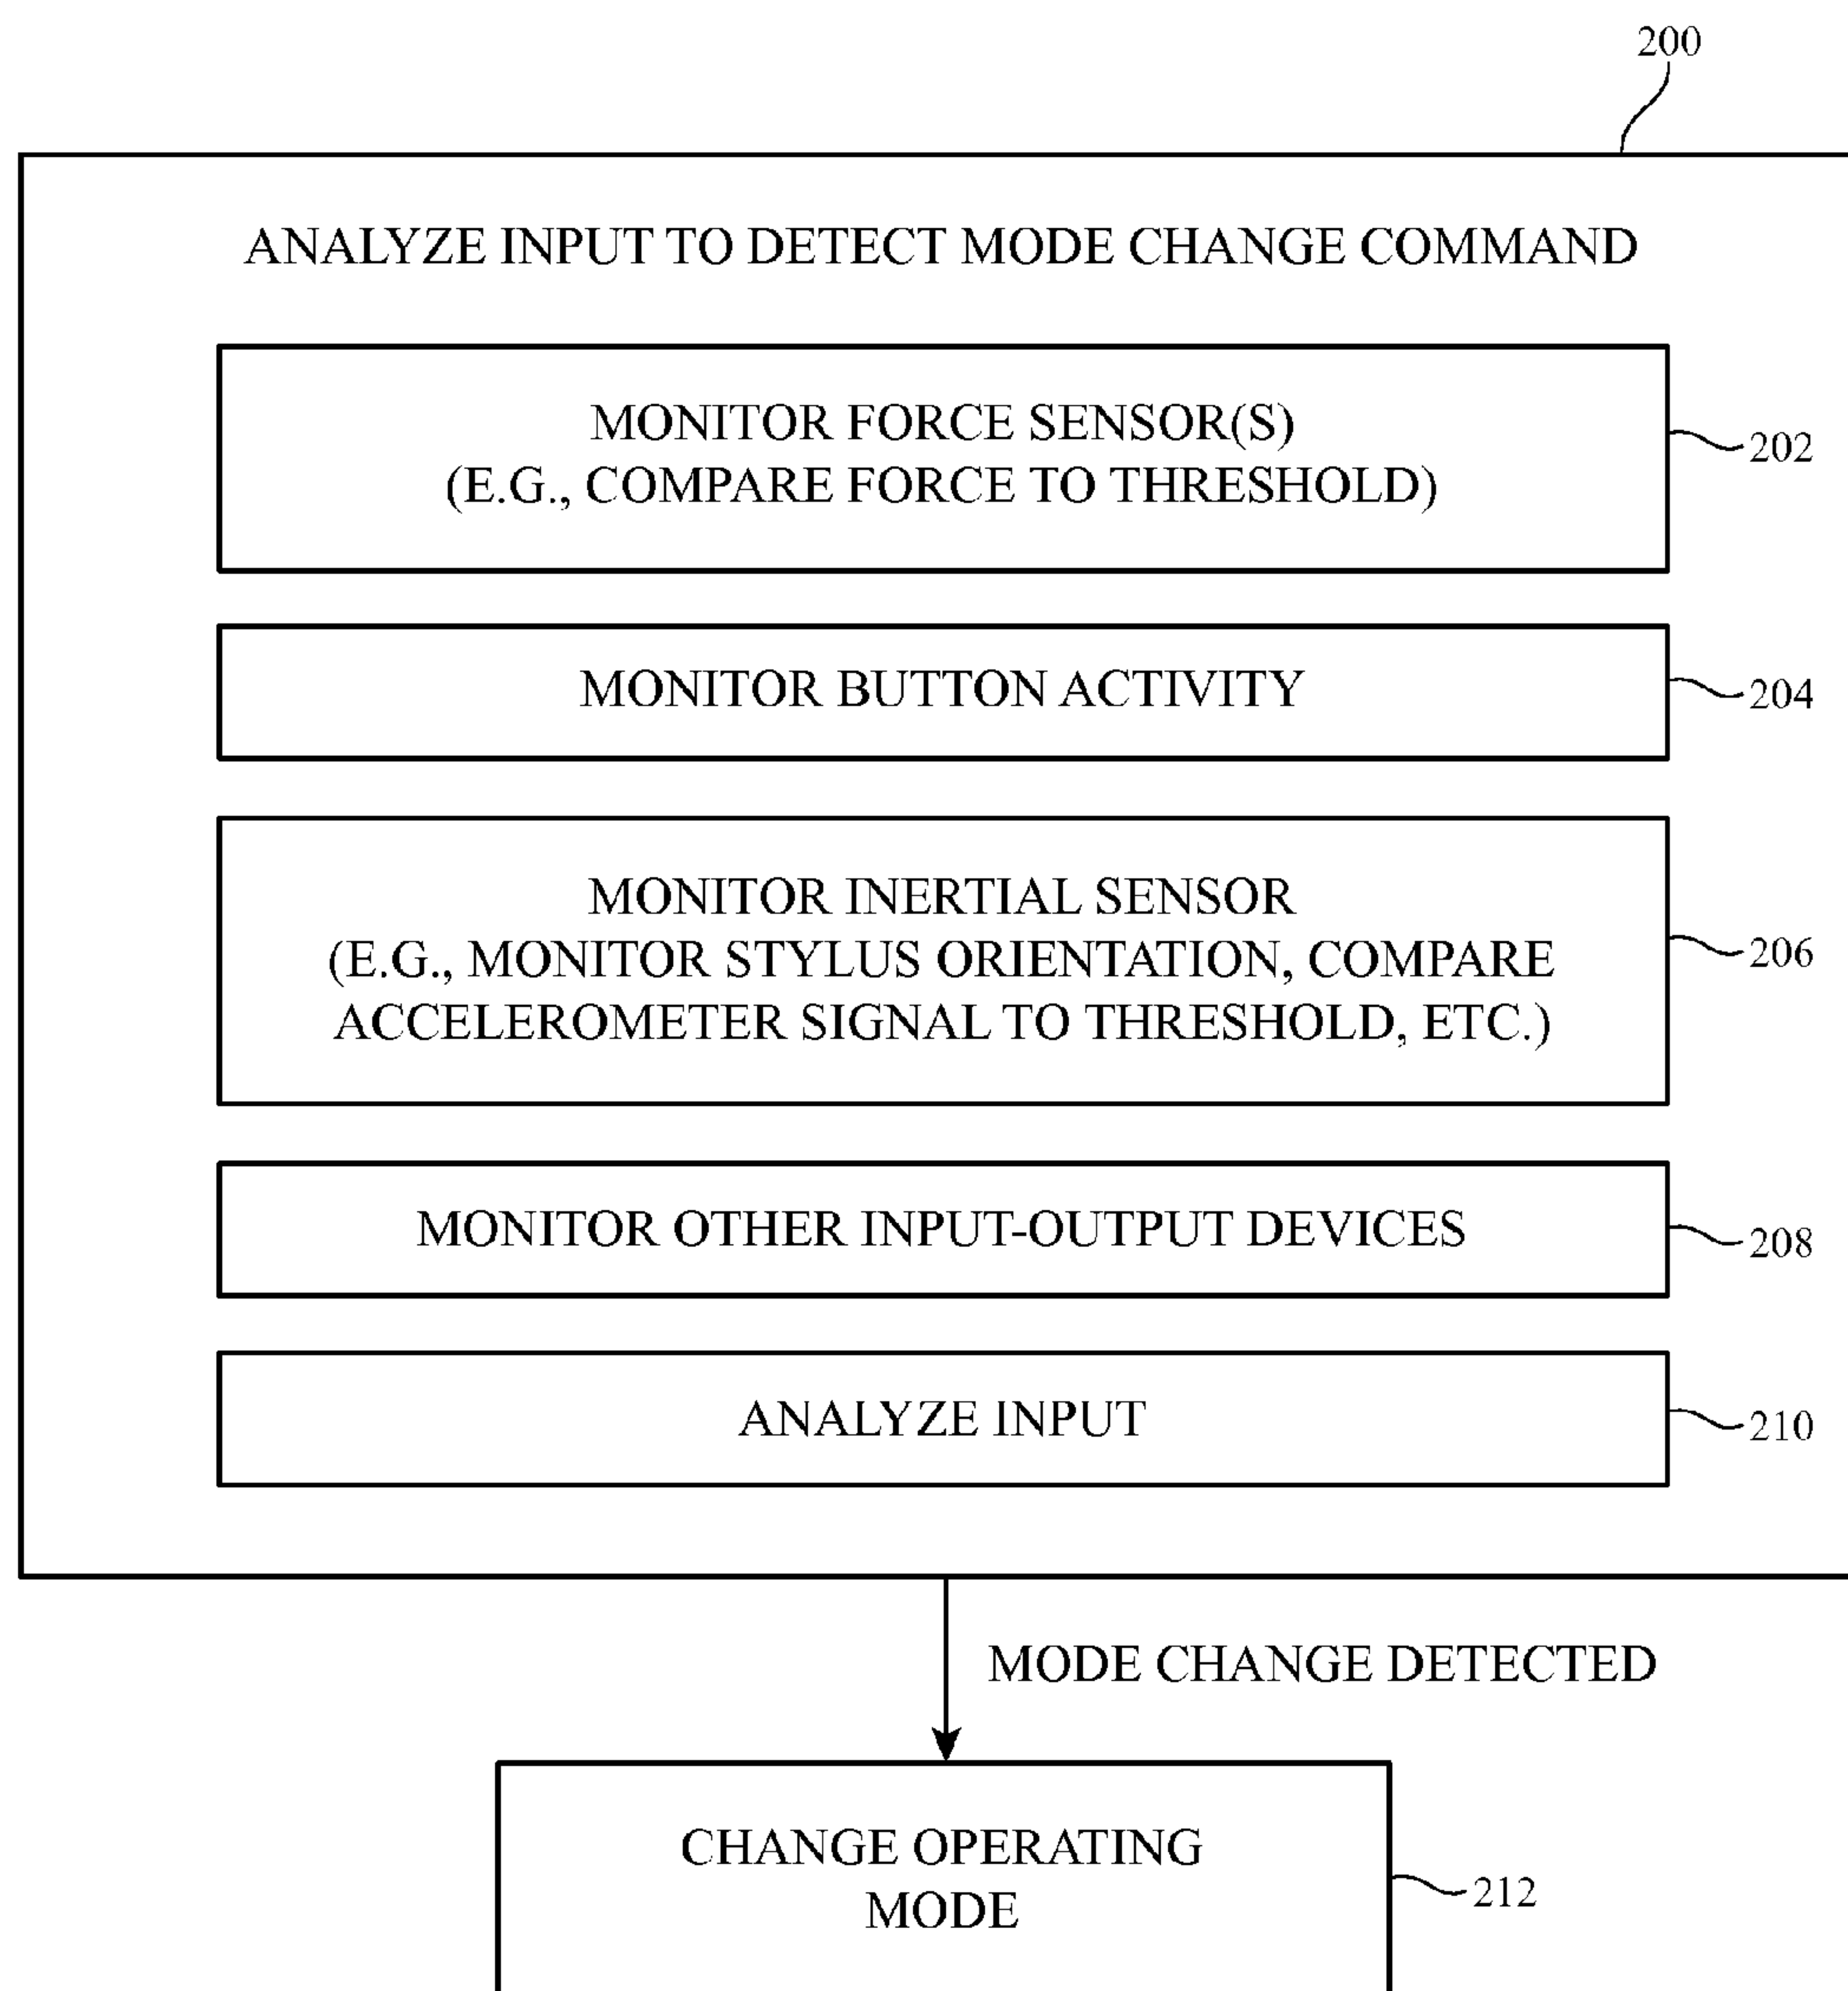 200
ANALYZE INPUT TO DETECT MODE CHANGE COMMAND
MONITOR FORCE SENSOR(S)
(E.G., COMPARE FORCE TO THRESHOLD)
202
MONITOR BUTTON ACTIVITY
204
MONITOR INERTIAL SENSOR
(E.G., MONITOR STYLUS ORIENTATION, COMPARE
ACCELEROMETER SIGNAL TO THRESHOLD, ETC.)
206
MONITOR OTHER INPUT-OUTPUT DEVICES
208
ANALYZE INPUT
210
MODE CHANGE DETECTED
CHANGE OPERATING
MODE
212